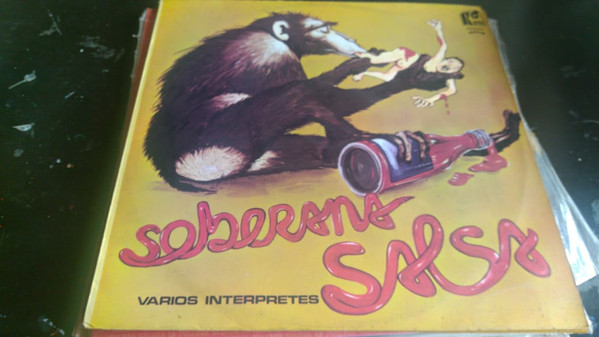 SOBERANA
SALSA
VARIOS INTERPRETES